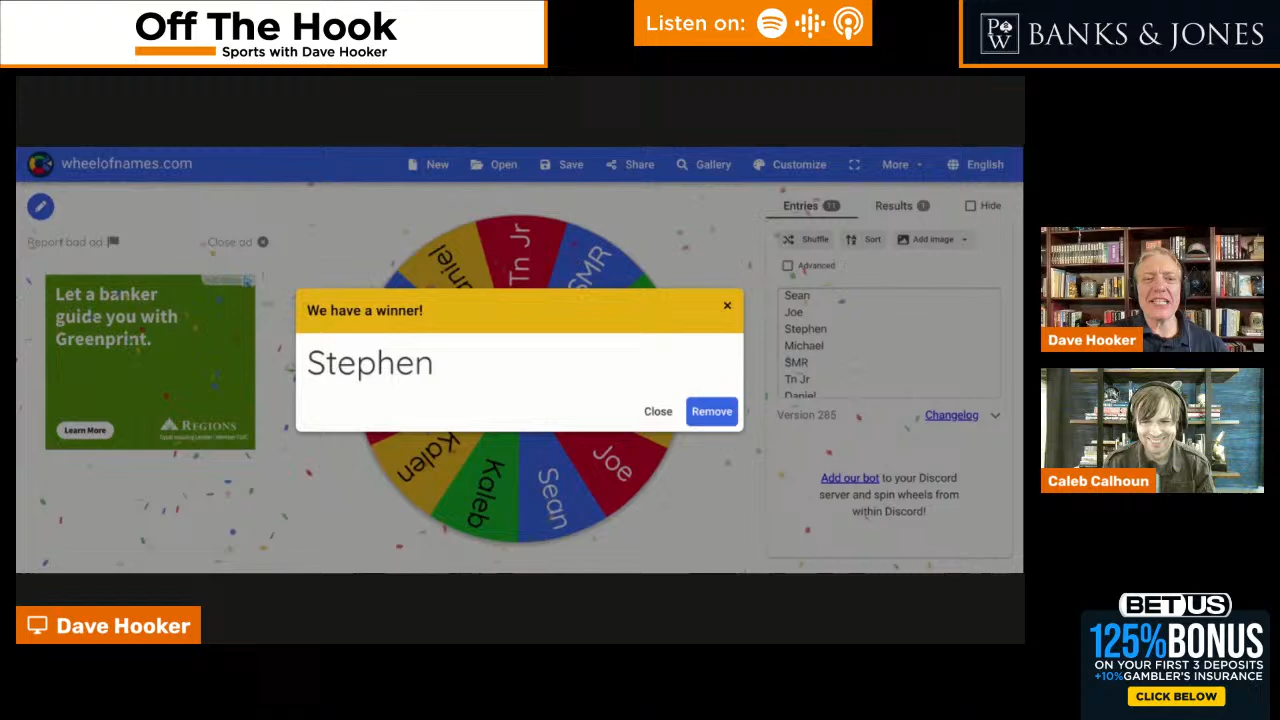 Off The Hook
Sports with Dave Hooker
Listen on:
BANKS & JONES
wheelofnames.com
New
Open
Save
Share
Gallery
Customize
More
English
Entries 11
Results 1
Hide
Report bad ad
Close ad
Shuffle
Sort
Add image
Advanced
Let a banker
guide you with
Greenprint.
Learn More
REGIONS
Tn Jr
SMR
We have a winner!
×
Stephen
Close
Remove
Kalen
Kaleb
Sean
Joe
Sean
Joe
Stephen
Michael
SMR
Tn Jr
Daniel
Version 285
Changelog
Add our bot to your Discord
server and spin wheels from
within Discord!
Dave Hooker
Caleb Calhoun
Dave Hooker
BETUS
125% BONUS
ON YOUR FIRST 3 DEPOSITS
+10% GAMBLER'S INSURANCE
CLICK BELOW